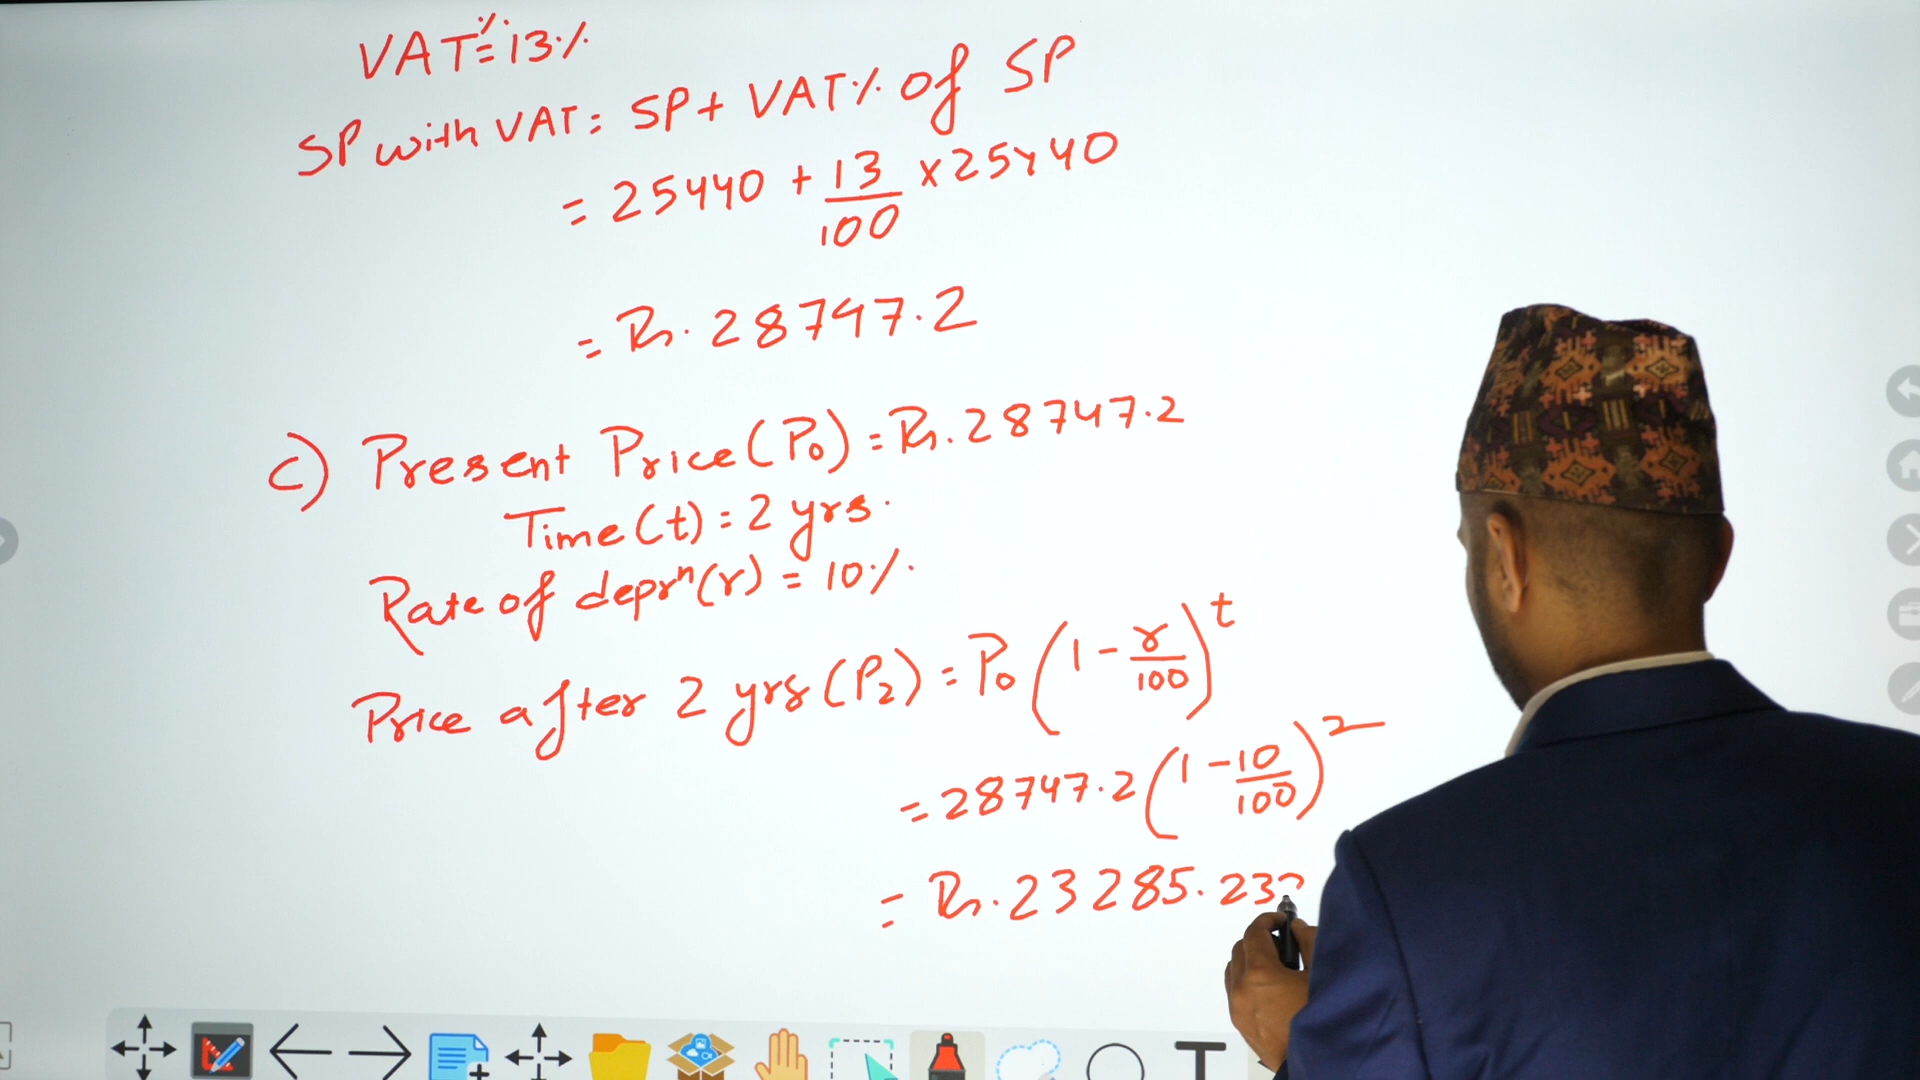 VAT% = 13%
SP with VAT = SP + VAT% of SP
= 25440 + 13/100 × 25440
= Rs. 28747.2
c) Present Price (P₀) = Rs. 28747.2
Time (t) = 2 yrs.
Rate of deprⁿ (r) = 10%.
Price after 2 yrs (P₂) = P₀ (1 - r/100)^t
= 28747.2 (1 - 10/100)^2
= Rs. 23285.23
T